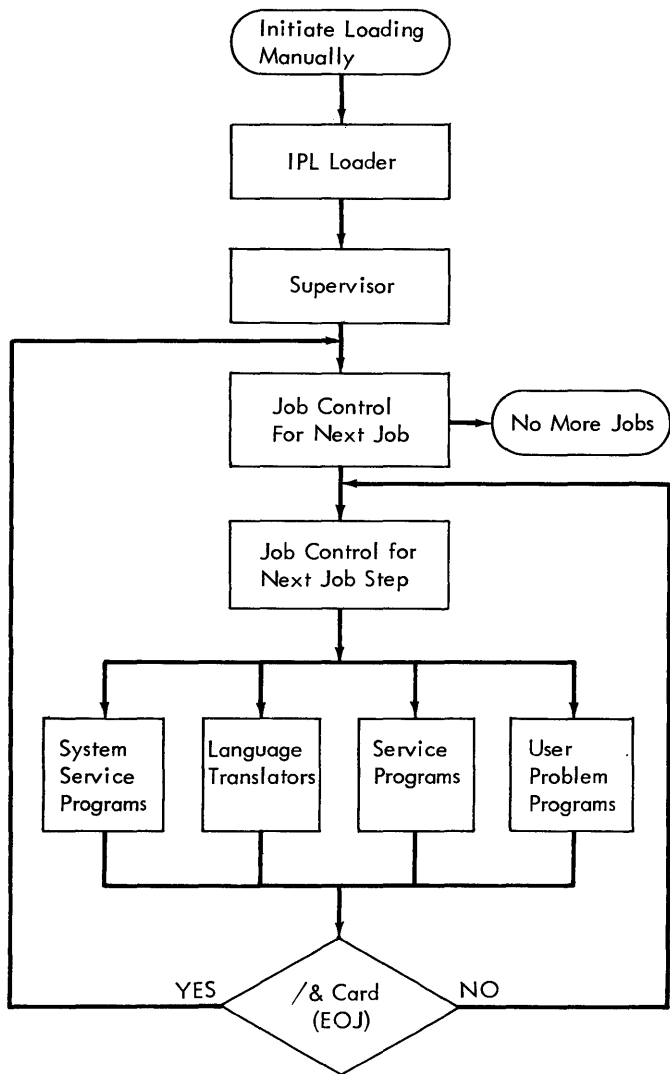 Initiate Loading
Manually
IPL Loader
Supervisor
Job Control
For Next Job
No More Jobs
Job Control for
Next Job Step
System
Service
Programs
Language
Translators
Service
Programs
User
Problem
Programs
YES
/& Card
(EOJ)
NO